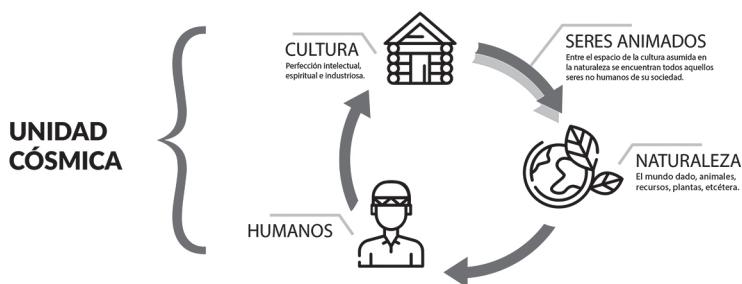 UNIDAD
CÓSMICA
CULTURA
Perfección intelectual,
espiritual e industriosa.
SERES ANIMADOS
Entre el espacio de la cultura asumida en
la naturaleza se encuentran todos aquellos
seres no humanos de su sociedad.
NATURALEZA
El mundo dado, animales,
recursos, plantas, etcétera.
HUMANOS